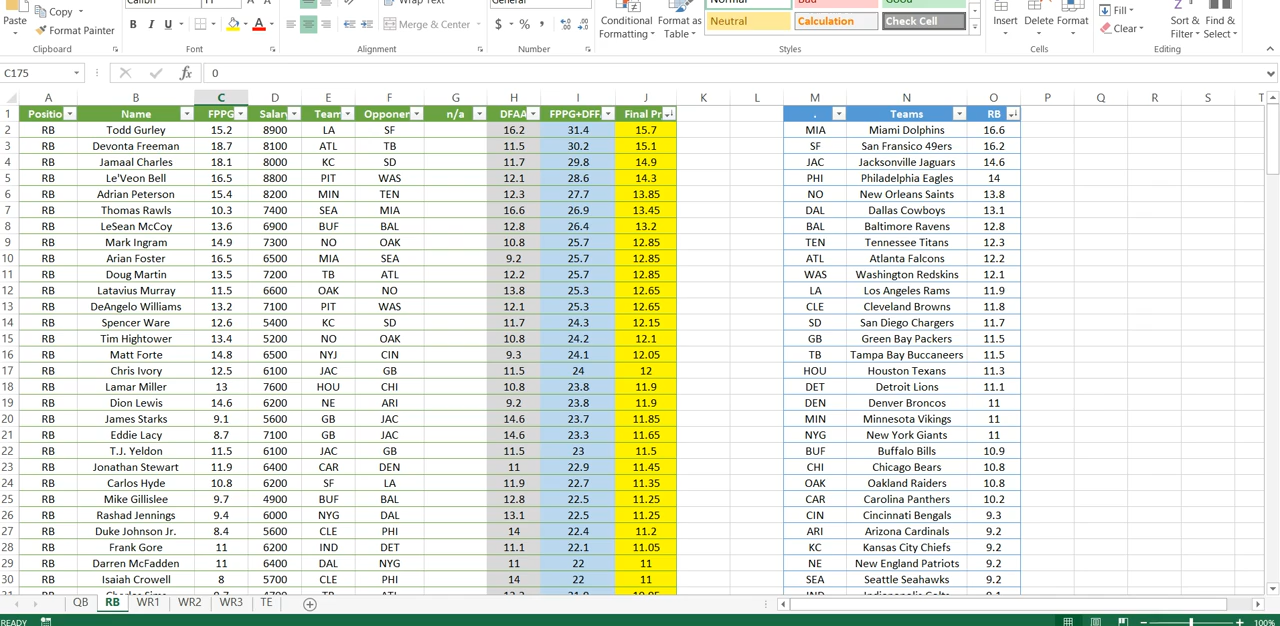 Calibri 11 A A Wrap Text General Normal Bad Good
Copy
Paste Format Painter B I U A Merge & Center $ % , Conditional Formatting Format as Table Neutral Calculation Check Cell Insert Delete Format Fill Clear Sort & Filter Find & Select
Clipboard Font Alignment Number Styles Cells Editing
C175 fx 0
A B C D E F G H I J K L M N O P Q R S T
1 Positio Name FPPG Salary Team Opponen n/a DFAA FPPG+DFF Final Pr . Teams RB
2 RB Todd Gurley 15.2 8900 LA SF 16.2 31.4 15.7 MIA Miami Dolphins 16.6
3 RB Devonta Freeman 18.7 8100 ATL TB 11.5 30.2 15.1 SF San Fransico 49ers 16.2
4 RB Jamaal Charles 18.1 8000 KC SD 11.7 29.8 14.9 JAC Jacksonville Jaguars 14.6
5 RB Le'Veon Bell 16.5 8800 PIT WAS 12.1 28.6 14.3 PHI Philadelphia Eagles 14
6 RB Adrian Peterson 15.4 8200 MIN TEN 12.3 27.7 13.85 NO New Orleans Saints 13.8
7 RB Thomas Rawls 10.3 7400 SEA MIA 16.6 26.9 13.45 DAL Dallas Cowboys 13.1
8 RB LeSean McCoy 13.6 6900 BUF BAL 12.8 26.4 13.2 BAL Baltimore Ravens 12.8
9 RB Mark Ingram 14.9 7300 NO OAK 10.8 25.7 12.85 TEN Tennessee Titans 12.3
10 RB Arian Foster 16.5 6500 MIA SEA 9.2 25.7 12.85 ATL Atlanta Falcons 12.2
11 RB Doug Martin 13.5 7200 TB ATL 12.2 25.7 12.85 WAS Washington Redskins 12.1
12 RB Latavius Murray 11.5 6600 OAK NO 13.8 25.3 12.65 LA Los Angeles Rams 11.9
13 RB DeAngelo Williams 13.2 7100 PIT WAS 12.1 25.3 12.65 CLE Cleveland Browns 11.8
14 RB Spencer Ware 12.6 5400 KC SD 11.7 24.3 12.15 SD San Diego Chargers 11.7
15 RB Tim Hightower 13.4 5200 NO OAK 10.8 24.2 12.1 GB Green Bay Packers 11.5
16 RB Matt Forte 14.8 6500 NYJ CIN 9.3 24.1 12.05 TB Tampa Bay Buccaneers 11.5
17 RB Chris Ivory 12.5 6100 JAC GB 11.5 24 12 HOU Houston Texans 11.3
18 RB Lamar Miller 13 7600 HOU CHI 10.8 23.8 11.9 DET Detroit Lions 11.1
19 RB Dion Lewis 14.6 6200 NE ARI 9.2 23.8 11.9 DEN Denver Broncos 11
20 RB James Starks 9.1 5600 GB JAC 14.6 23.7 11.85 MIN Minnesota Vikings 11
21 RB Eddie Lacy 8.7 7100 GB JAC 14.6 23.3 11.65 NYG New York Giants 11
22 RB T.J. Yeldon 11.5 6100 JAC GB 11.5 23 11.5 BUF Buffalo Bills 10.9
23 RB Jonathan Stewart 11.9 6400 CAR DEN 11 22.9 11.45 CHI Chicago Bears 10.8
24 RB Carlos Hyde 10.8 6200 SF LA 11.9 22.7 11.35 OAK Oakland Raiders 10.8
25 RB Mike Gillislee 9.7 4900 BUF BAL 12.8 22.5 11.25 CAR Carolina Panthers 10.2
26 RB Rashad Jennings 9.4 6000 NYG DAL 13.1 22.5 11.25 CIN Cincinnati Bengals 9.3
27 RB Duke Johnson Jr. 8.4 5600 CLE PHI 14 22.4 11.2 ARI Arizona Cardinals 9.2
28 RB Frank Gore 11 6200 IND DET 11.1 22.1 11.05 KC Kansas City Chiefs 9.2
29 RB Darren McFadden 11 6400 DAL NYG 11 22 11 NE New England Patriots 9.2
30 RB Isaiah Crowell 8 5700 CLE PHI 14 22 11 SEA Seattle Seahawks 9.2
QB RB WR1 WR2 WR3 TE
READY 100%